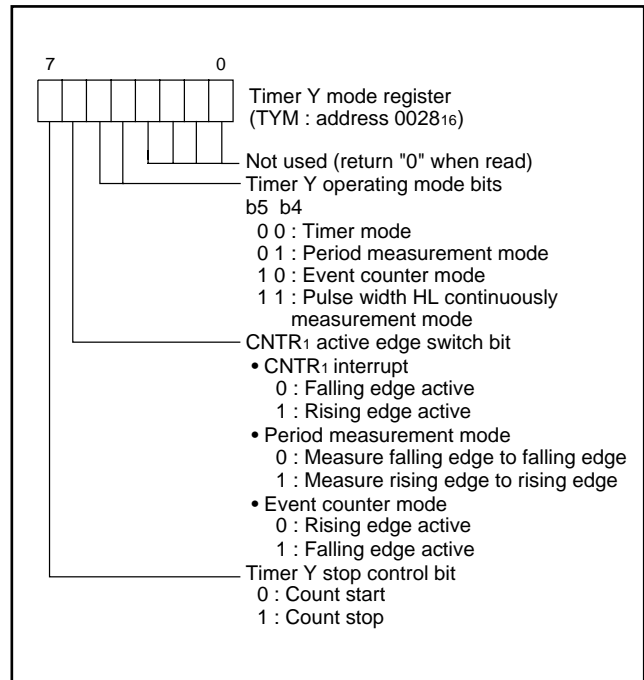 7 0
Timer Y mode register
(TYM : address 0028₁₆)
Not used (return "0" when read)
Timer Y operating mode bits
b5 b4
0 0 : Timer mode
0 1 : Period measurement mode
1 0 : Event counter mode
1 1 : Pulse width HL continuously
measurement mode
CNTR₁ active edge switch bit
• CNTR₁ interrupt
0 : Falling edge active
1 : Rising edge active
• Period measurement mode
0 : Measure falling edge to falling edge
1 : Measure rising edge to rising edge
• Event counter mode
0 : Rising edge active
1 : Falling edge active
Timer Y stop control bit
0 : Count start
1 : Count stop